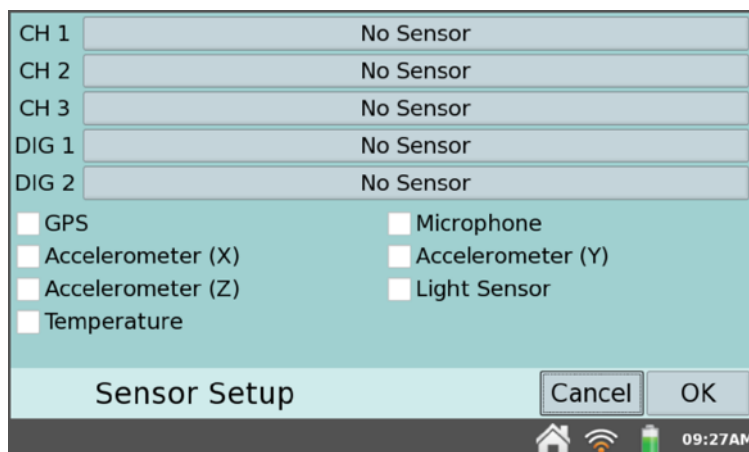 CH 1 No Sensor
CH 2 No Sensor
CH 3 No Sensor
DIG 1 No Sensor
DIG 2 No Sensor
GPS Microphone
Accelerometer (X) Accelerometer (Y)
Accelerometer (Z) Light Sensor
Temperature
Sensor Setup Cancel OK
09:27AM